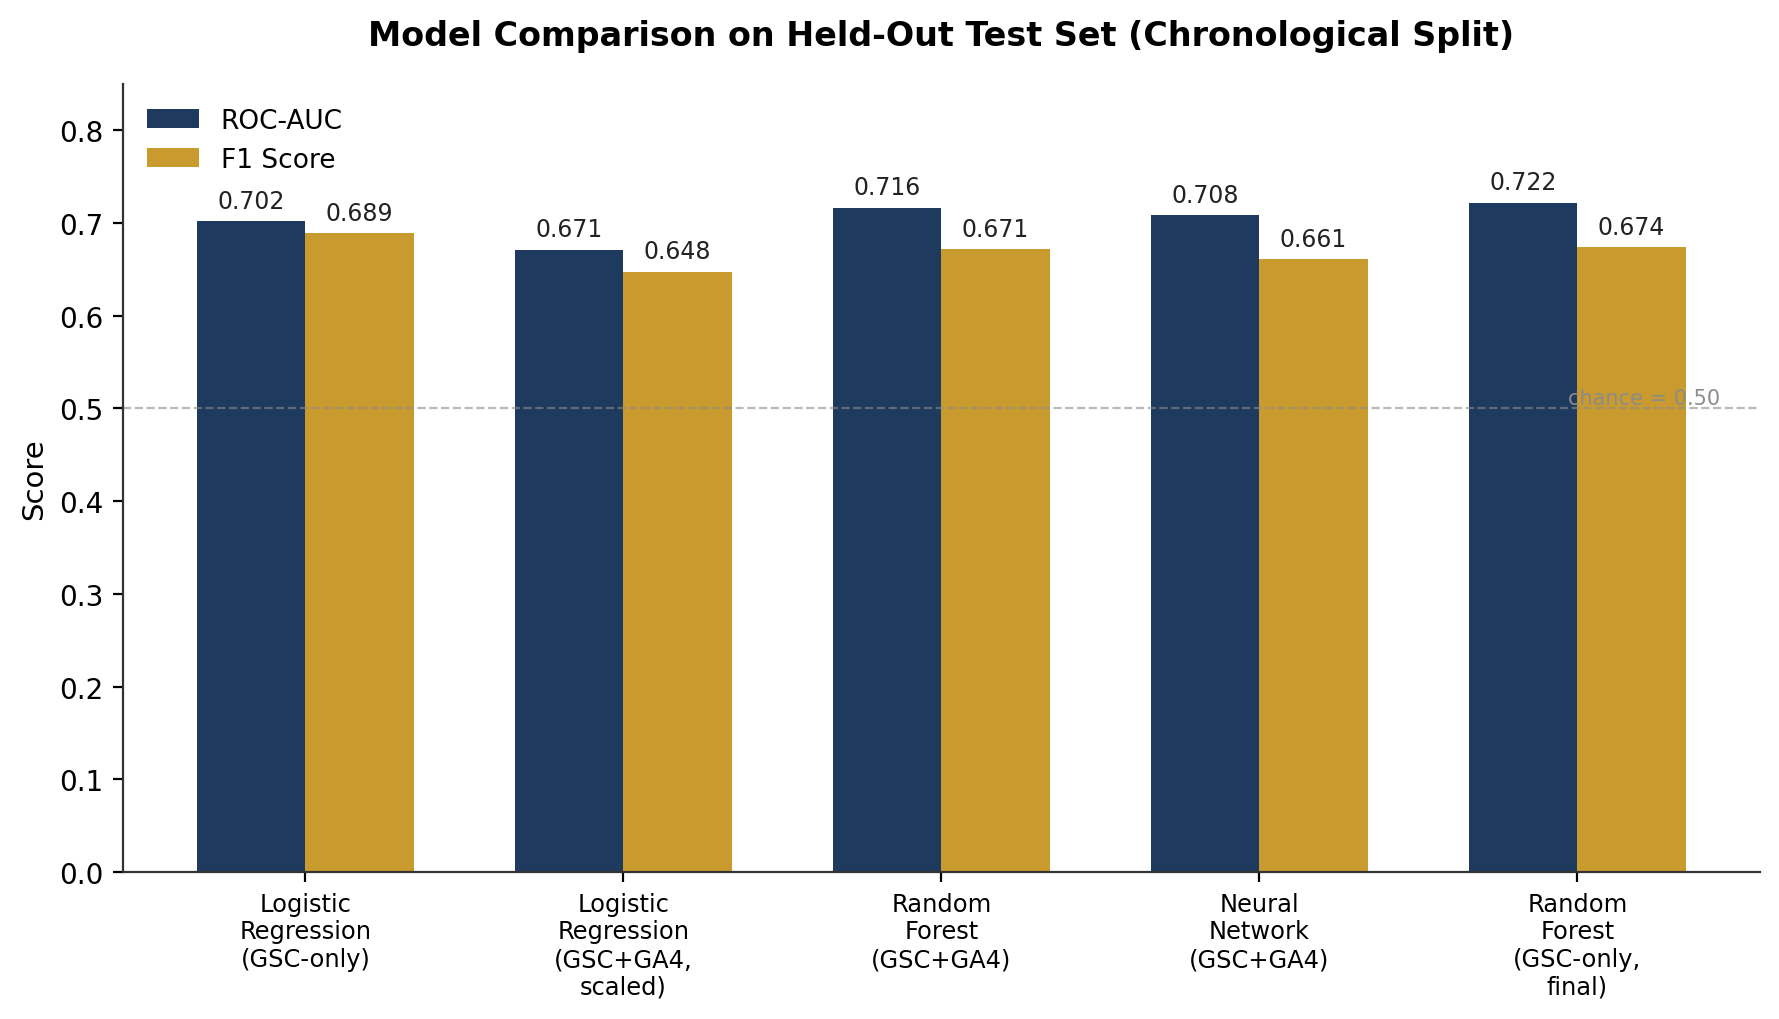 Model Comparison on Held-Out Test Set (Chronological Split)
ROC-AUC
F1 Score
Score
0.8
0.7
0.6
0.5
0.4
0.3
0.2
0.1
0.0
0.702
0.689
0.671
0.648
0.716
0.671
0.708
0.661
0.722
0.674
chance = 0.50
Logistic
Regression
(GSC-only)
Logistic
Regression
(GSC+GA4,
scaled)
Random
Forest
(GSC+GA4)
Neural
Network
(GSC+GA4)
Random
Forest
(GSC-only,
final)